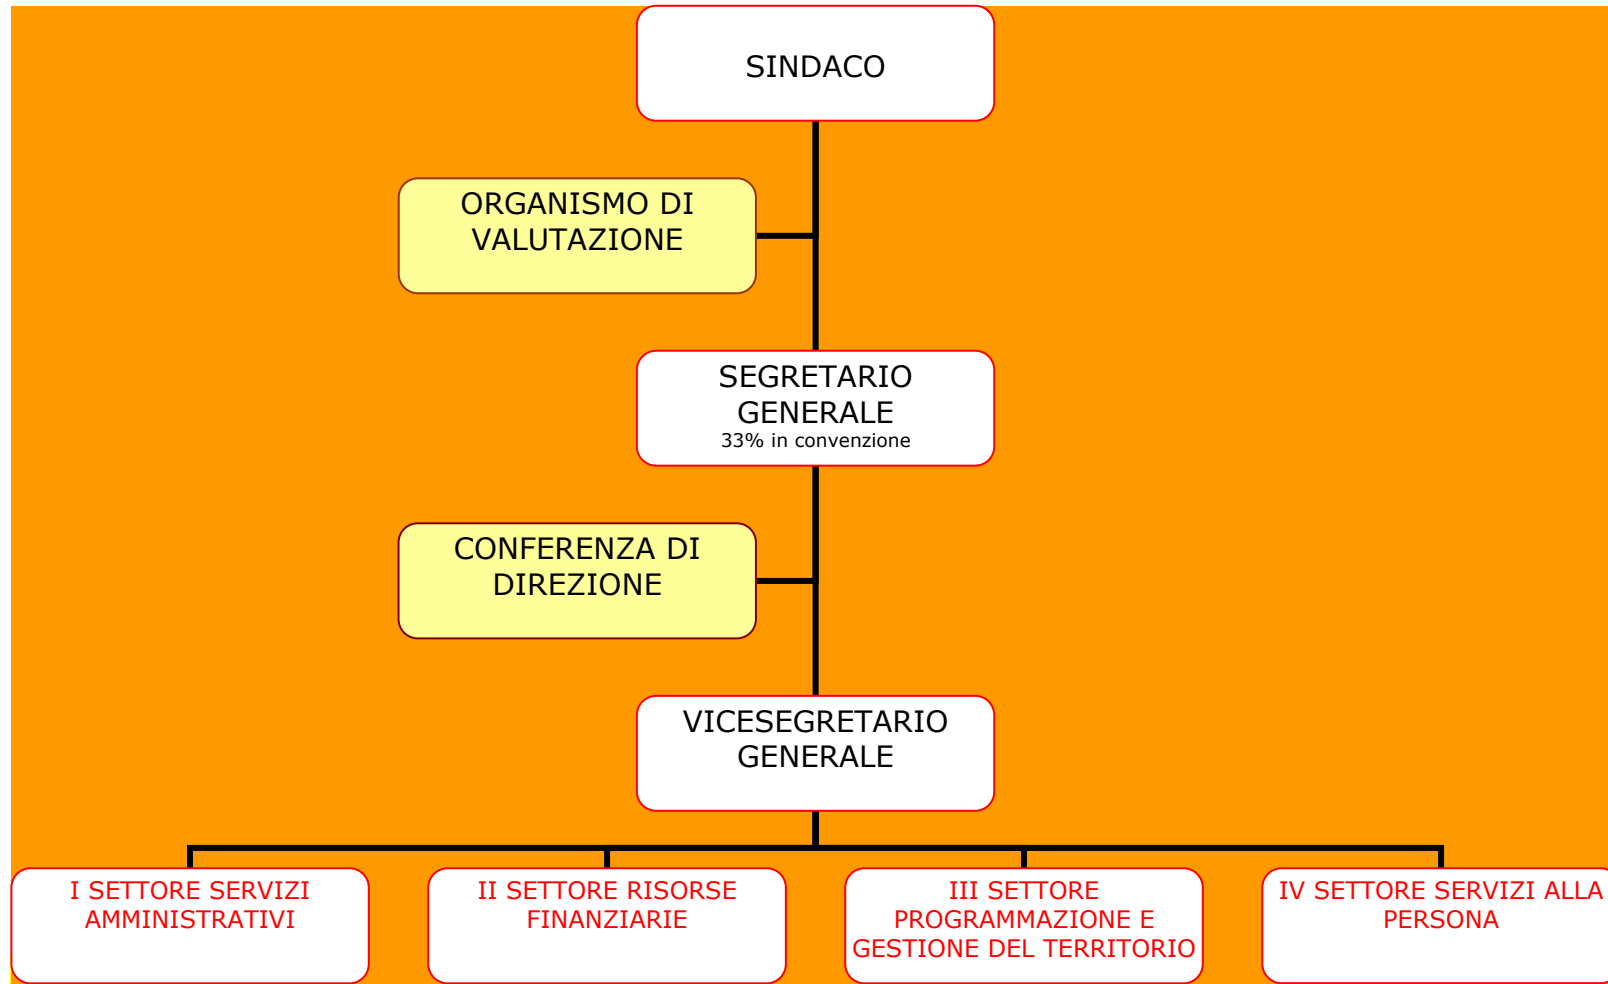 SINDACO
ORGANISMO DI
VALUTAZIONE
SEGRETARIO
GENERALE
33% in convenzione
CONFERENZA DI
DIREZIONE
VICESEGRETARIO
GENERALE
I SETTORE SERVIZI
AMMINISTRATIVI
II SETTORE RISORSE
FINANZIARIE
III SETTORE
PROGRAMMAZIONE E
GESTIONE DEL TERRITORIO
IV SETTORE SERVIZI ALLA
PERSONA